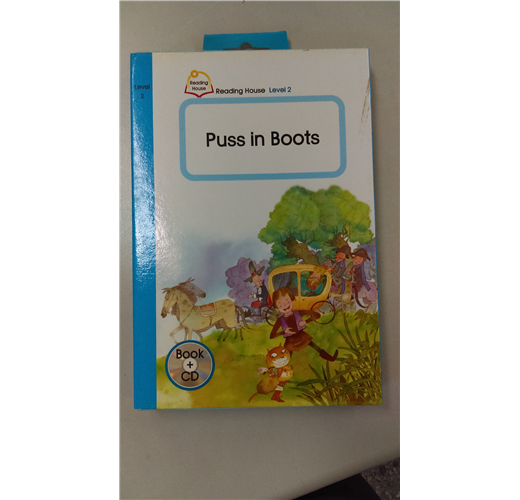 Level
2
Reading
House
Reading House Level 2
Puss in Boots
Book
+
CD